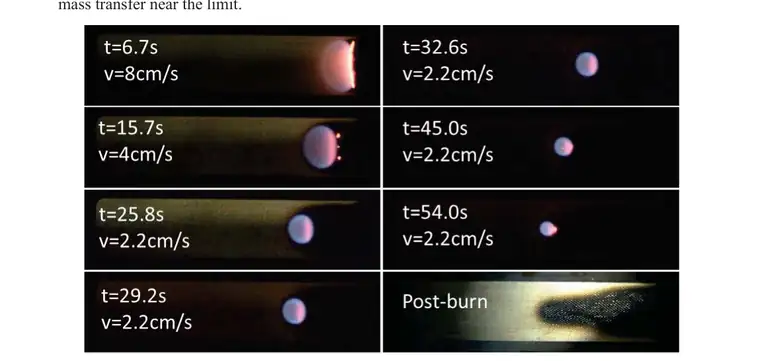 mass transfer near the limit.
t=6.7s
v=8cm/s
t=15.7s
v=4cm/s
t=25.8s
v=2.2cm/s
t=29.2s
v=2.2cm/s
t=32.6s
v=2.2cm/s
t=45.0s
v=2.2cm/s
t=54.0s
v=2.2cm/s
Post-burn